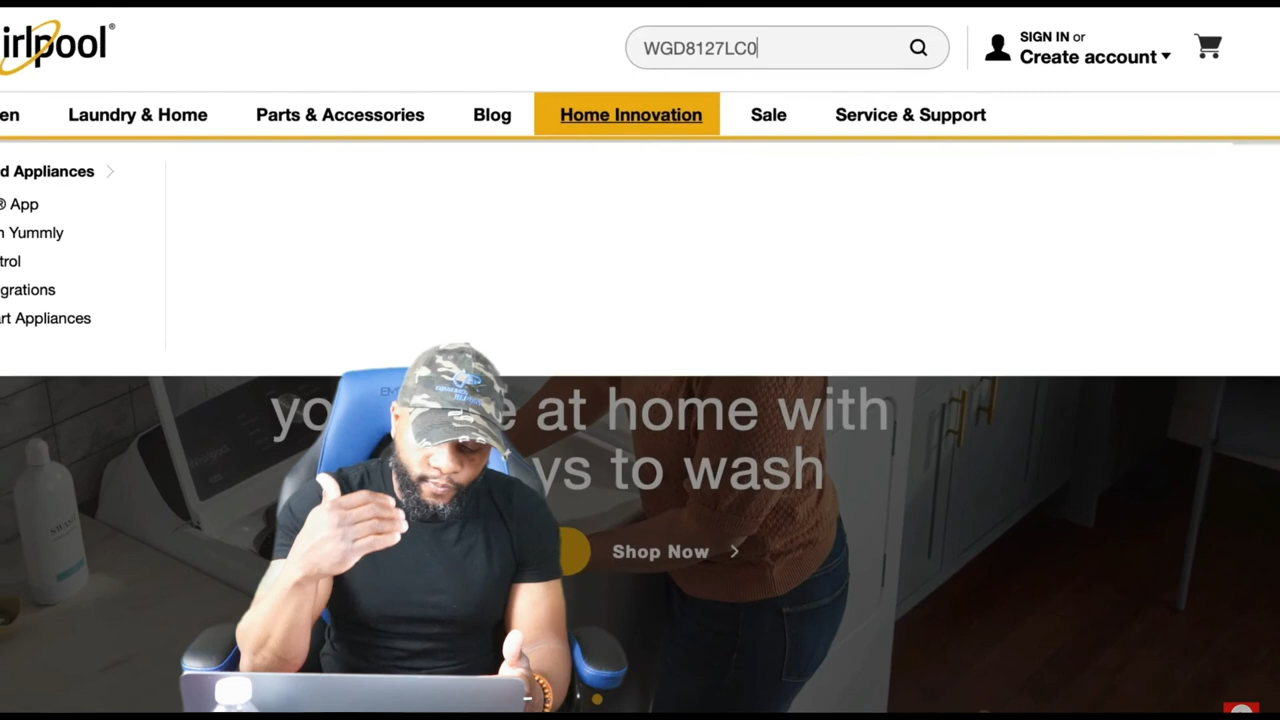 irlpool®
WGD8127LC0
SIGN IN or
Create account
en Laundry & Home Parts & Accessories Blog Home Innovation Sale Service & Support
d Appliances
® App
n Yummly
trol
grations
rt Appliances
yo e at home with
ys to wash
Shop Now